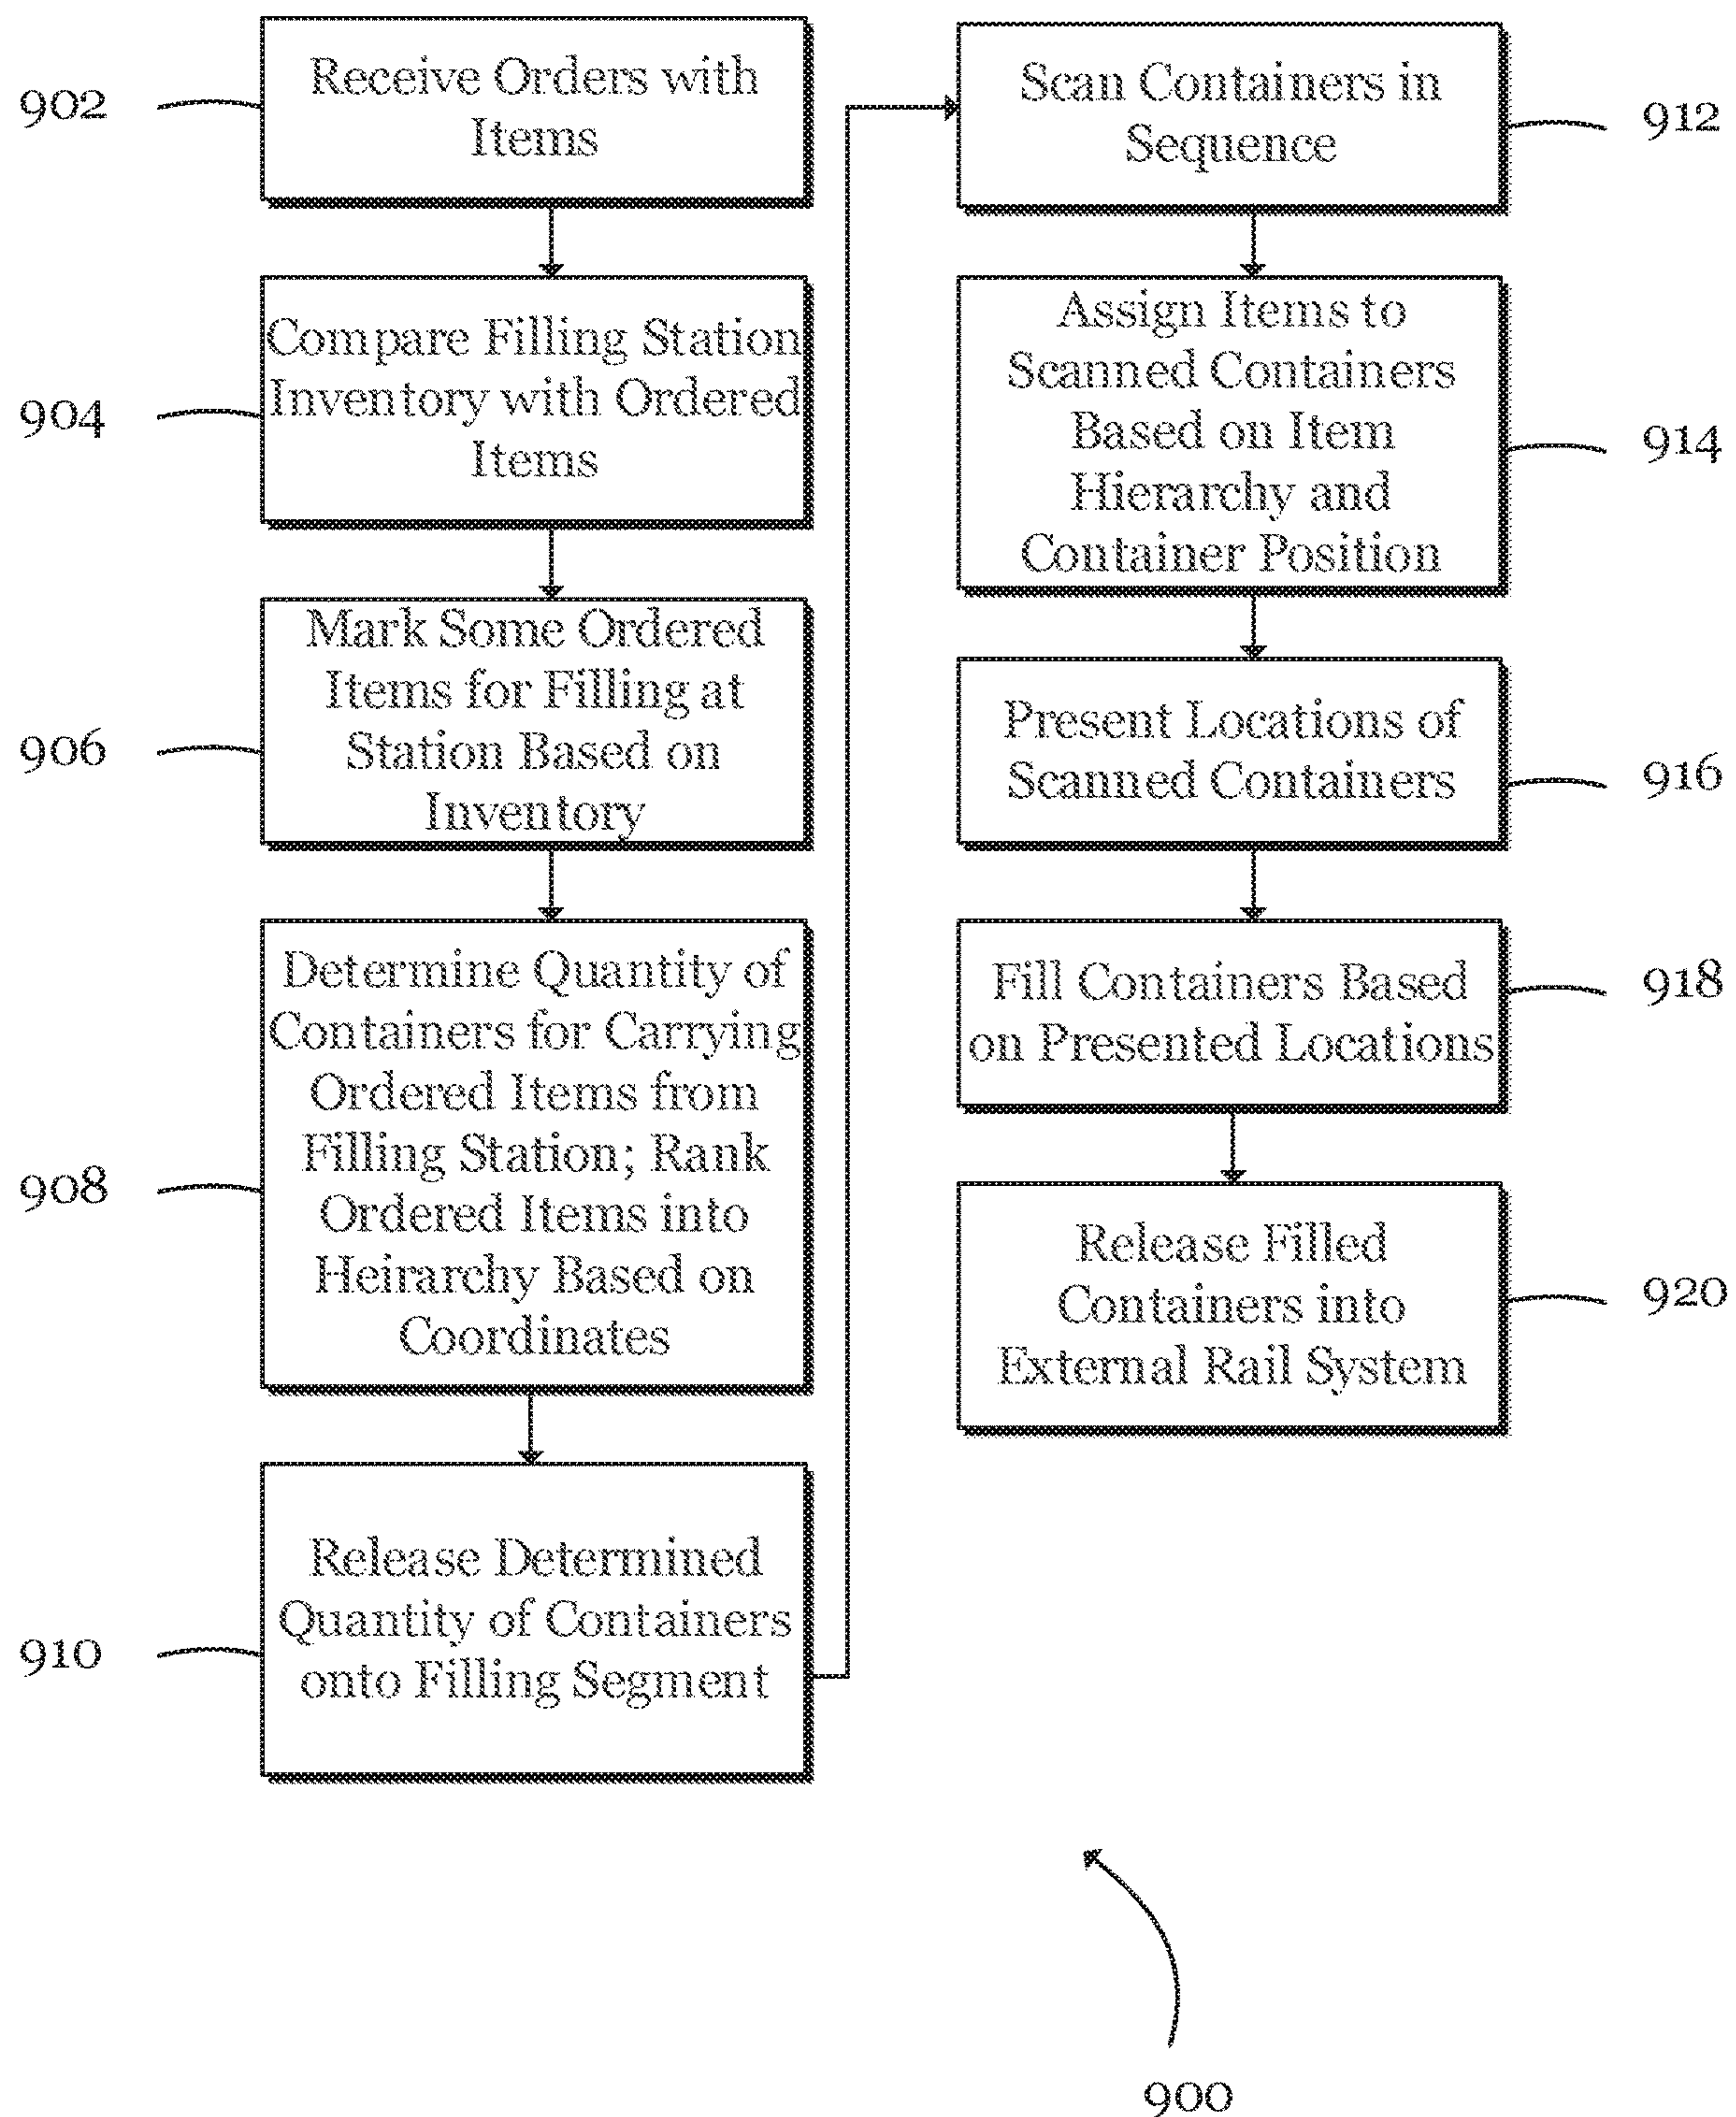 902
Receive Orders with
Items
904
Compare Filling Station
Inventory with Ordered
Items
906
Mark Some Ordered
Items for Filling at
Station Based on
Inventory
908
Determine Quantity of
Containers for Carrying
Ordered Items from
Filling Station; Rank
Ordered Items into
Heirarchy Based on
Coordinates
910
Release Determined
Quantity of Containers
onto Filling Segment
Scan Containers in
Sequence
912
Assign Items to
Scanned Containers
Based on Item
Hierarchy and
Container Position
914
Present Locations of
Scanned Containers
916
Fill Containers Based
on Presented Locations
918
Release Filled
Containers into
External Rail System
920
900